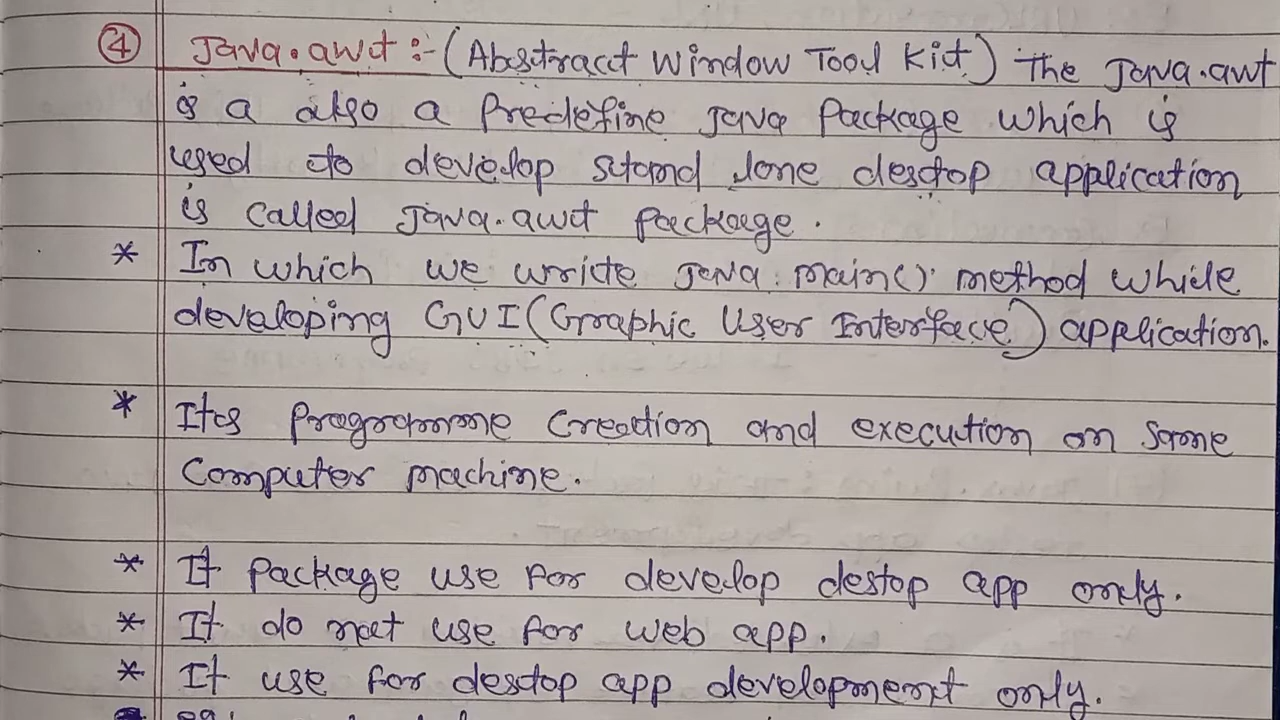 ④ Java.awt :- (Abstract Window Tool Kit) The Java.awt
is a also a Predefine Java Package which is
used to develop stand lone destop application
is called Java.awt package.
* In which we write Java main() method while
developing GUI (Graphic User Interface) application.
* Its Programme Creation and execution on same
Computer machine.
* It package use for develop destop app only.
* It do not use for web app.
* It use for destop app development only.